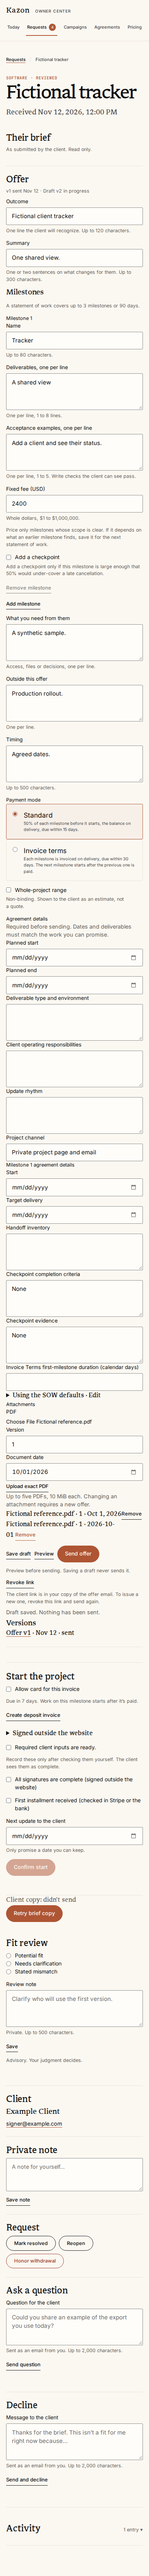 Kazon OWNER CENTER
Today Requests 4 Campaigns Agreements Pricing
Requests / Fictional tracker
SOFTWARE · REVIEWED
Fictional tracker
Received Nov 12, 2026, 12:00 PM
Their brief
As submitted by the client. Read only.
Offer
v1 sent Nov 12 · Draft v2 in progress
Outcome
Fictional client tracker
One line the client will recognize. Up to 120 characters.
Summary
One shared view.
One or two sentences on what changes for them. Up to
300 characters.
Milestones
A statement of work covers up to 3 milestones or 90 days.
Milestone 1
Name
Tracker
Up to 80 characters.
Deliverables, one per line
A shared view
One per line, 1 to 8 lines.
Acceptance examples, one per line
Add a client and see their status.
One per line, 1 to 5. Write checks the client can see pass.
Fixed fee (USD)
2400
Whole dollars, $1 to $1,000,000.
Price only milestones whose scope is clear. If it depends on
what an earlier milestone finds, save it for the next
statement of work.
Add a checkpoint
Add a checkpoint only if this milestone is large enough that
50% would under-cover a late cancellation.
Remove milestone
Add milestone
What you need from them
A synthetic sample.
Access, files or decisions, one per line.
Outside this offer
Production rollout.
One per line.
Timing
Agreed dates.
Up to 500 characters.
Payment mode
Standard
50% of each milestone before it starts, the balance on
delivery, due within 15 days.
Invoice terms
Each milestone is invoiced on delivery, due within 30
days. The next milestone starts after the previous one is
paid.
Whole-project range
Non-binding. Shown to the client as an estimate, not
a quote.
Agreement details
Required before sending. Dates and deliverables
must match the work you can promise.
Planned start
mm/dd/yyyy
Planned end
mm/dd/yyyy
Deliverable type and environment
Client operating responsibilities
Update rhythm
Project channel
Private project page and email
Milestone 1 agreement details
Start
mm/dd/yyyy
Target delivery
mm/dd/yyyy
Handoff inventory
Checkpoint completion criteria
None
Checkpoint evidence
None
Invoice Terms first-milestone duration (calendar days)
Using the SOW defaults · Edit
Attachments
PDF
Choose File Fictional reference.pdf
Version
1
Document date
10/01/2026
Upload exact PDF
Up to five PDFs, 10 MiB each. Changing an
attachment requires a new offer.
Fictional reference.pdf · 1 · Oct 1, 2026 Remove
Fictional reference.pdf · 1 · 2026-10-
01 Remove
Save draft Preview Send offer
Preview before sending. Saving a draft never sends it.
Revoke link
The client link is in your copy of the offer email. To issue a
new one, revoke this link and send again.
Draft saved. Nothing has been sent.
Versions
Offer v1 · Nov 12 · sent
Start the project
Allow card for this invoice
Due in 7 days. Work on this milestone starts after it's paid.
Create deposit invoice
Signed outside the website
Required client inputs are ready.
Record these only after checking them yourself. The client
sees them as complete.
All signatures are complete (signed outside the
website)
First installment received (checked in Stripe or the
bank)
Next update to the client
mm/dd/yyyy
Only promise a date you can keep.
Confirm start
Client copy: didn't send
Retry brief copy
Fit review
Potential fit
Needs clarification
Stated mismatch
Review note
Clarify who will use the first version.
Private. Up to 500 characters.
Save
Advisory. Your judgment decides.
Client
Example Client
signer@example.com
Private note
A note for yourself...
Save note
Request
Mark resolved Reopen
Honor withdrawal
Ask a question
Question for the client
Could you share an example of the export
you use today?
Sent as an email from you. Up to 2,000 characters.
Send question
Decline
Message to the client
Thanks for the brief. This isn't a fit for me
right now because...
Sent as an email from you. Up to 2,000 characters.
Send and decline
Activity 1 entry